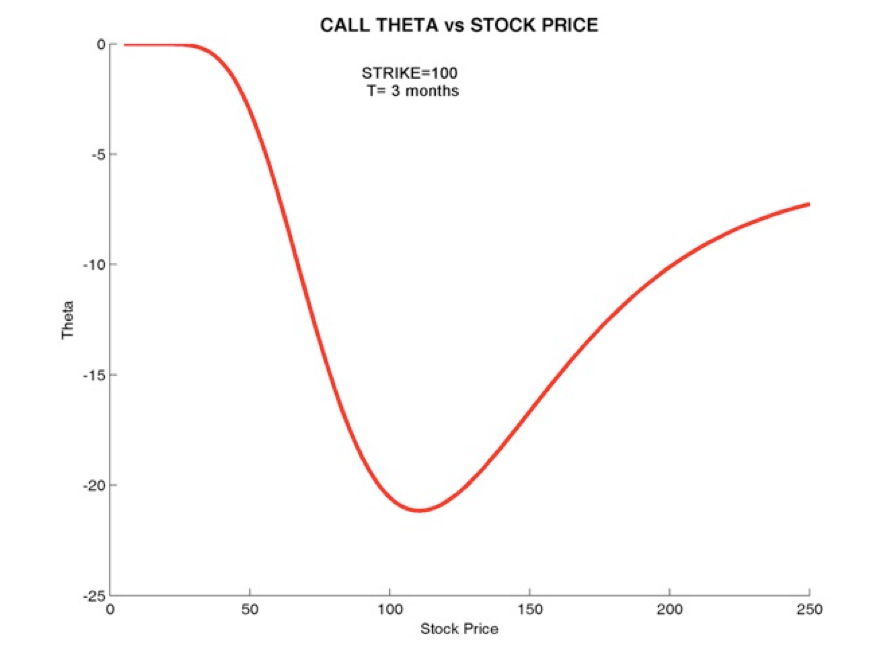 CALL THETA vs STOCK PRICE
STRIKE=100
T= 3 months
0
-5
-10
-15
-20
-25
Theta
0 50 100 150 200 250
Stock Price